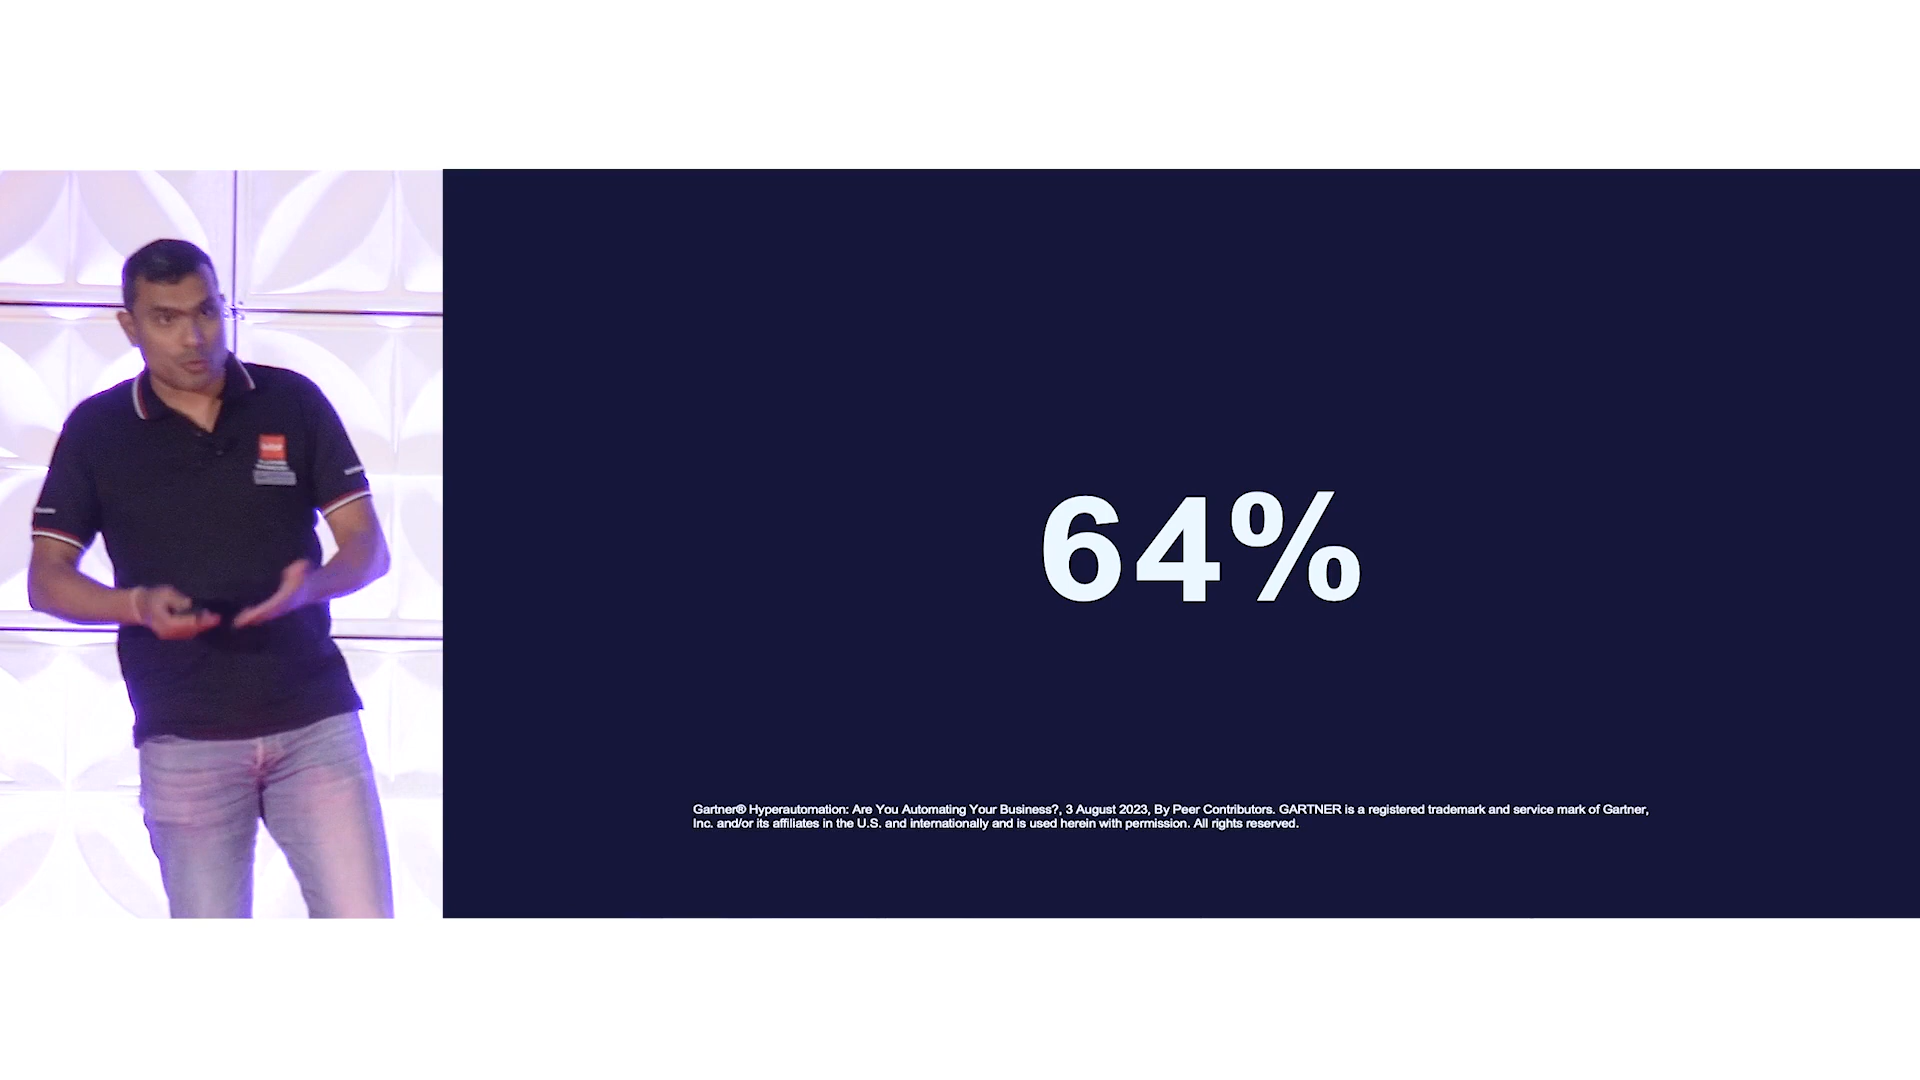 64%
Gartner® Hyperautomation: Are You Automating Your Business?, 3 August 2023, By Peer Contributors. GARTNER is a registered trademark and service mark of Gartner,
Inc. and/or its affiliates in the U.S. and internationally and is used herein with permission. All rights reserved.